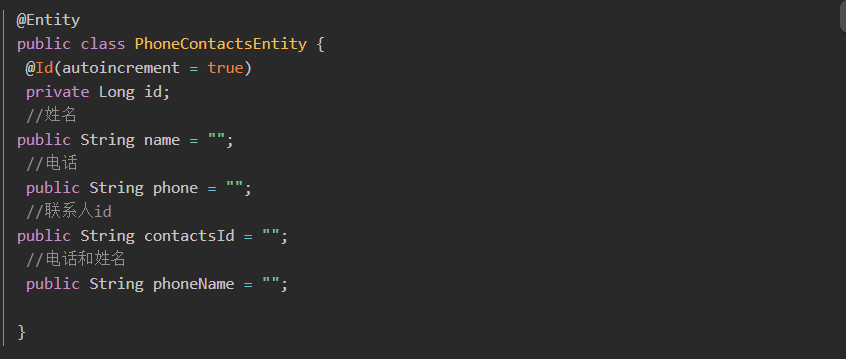 @Entity
public class PhoneContactsEntity {
@Id(autoincrement = true)
private Long id;
//姓名
public String name = "";
//电话
public String phone = "";
//联系人id
public String contactsId = "";
//电话和姓名
public String phoneName = "";
}